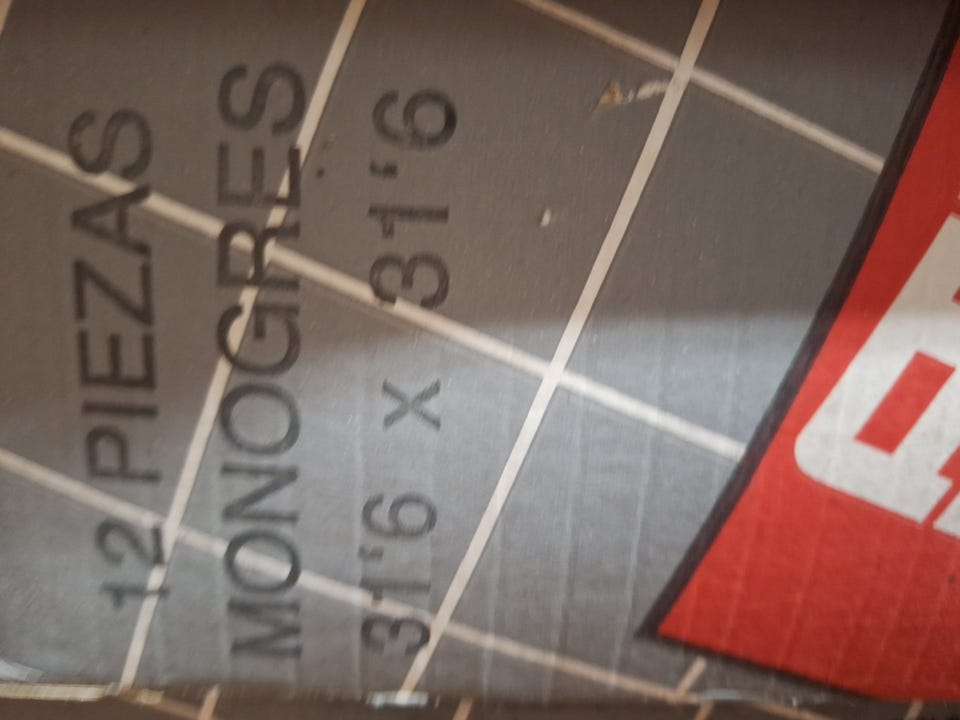 12 PIEZAS
MONOGRES
31'6 x 31'6